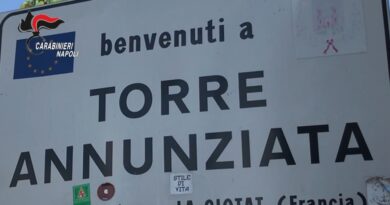 CARABINIERI
NAPOLI
benvenuti a
TORRE
ANNUNZIATA
STILE
DI
VITA
LA CIOTAT (Francia)